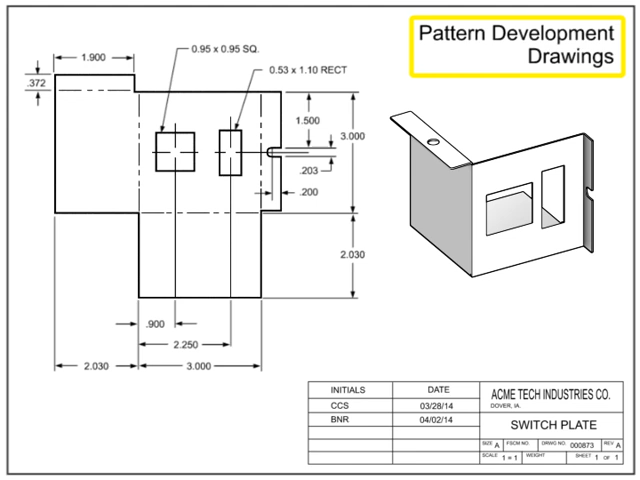 Pattern Development
Drawings
0.95 x 0.95 SQ.
1.900
0.53 x 1.10 RECT
.372
1.500
3.000
.203
.200
2.030
.900
2.250
2.030
3.000
INITIALS
DATE
ACME TECH INDUSTRIES CO.
DOVER, IA.
CCS
03/28/14
BNR
04/02/14
SWITCH PLATE
SIZE A
FSCM NO.
DRWG NO. 000873
REV A
SCALE 1 = 1
WEIGHT
SHEET 1 OF 1